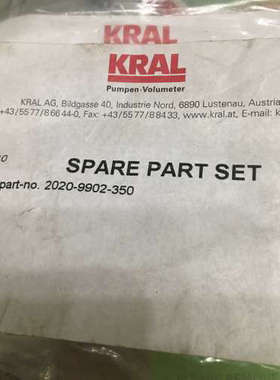 KRAL
KRAL
Pumpen-Volumeter
KRAL AG, Bildgasse 40, Industrie Nord, 6890 Lustenau, Austria
+43/5577/86644-0, Fax: +43/5577/88433, www.kral.at, E-mail: k
SPARE PART SET
part-no. 2020-9902-350